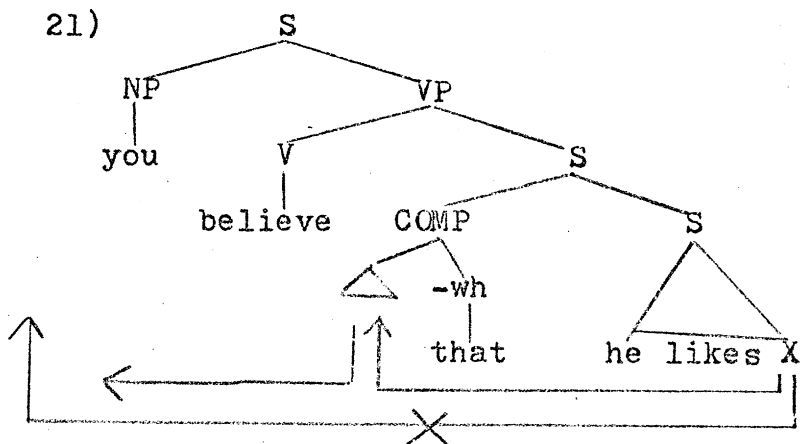 21) S
NP VP
you V S
believe COMP S
-wh
that he likes X